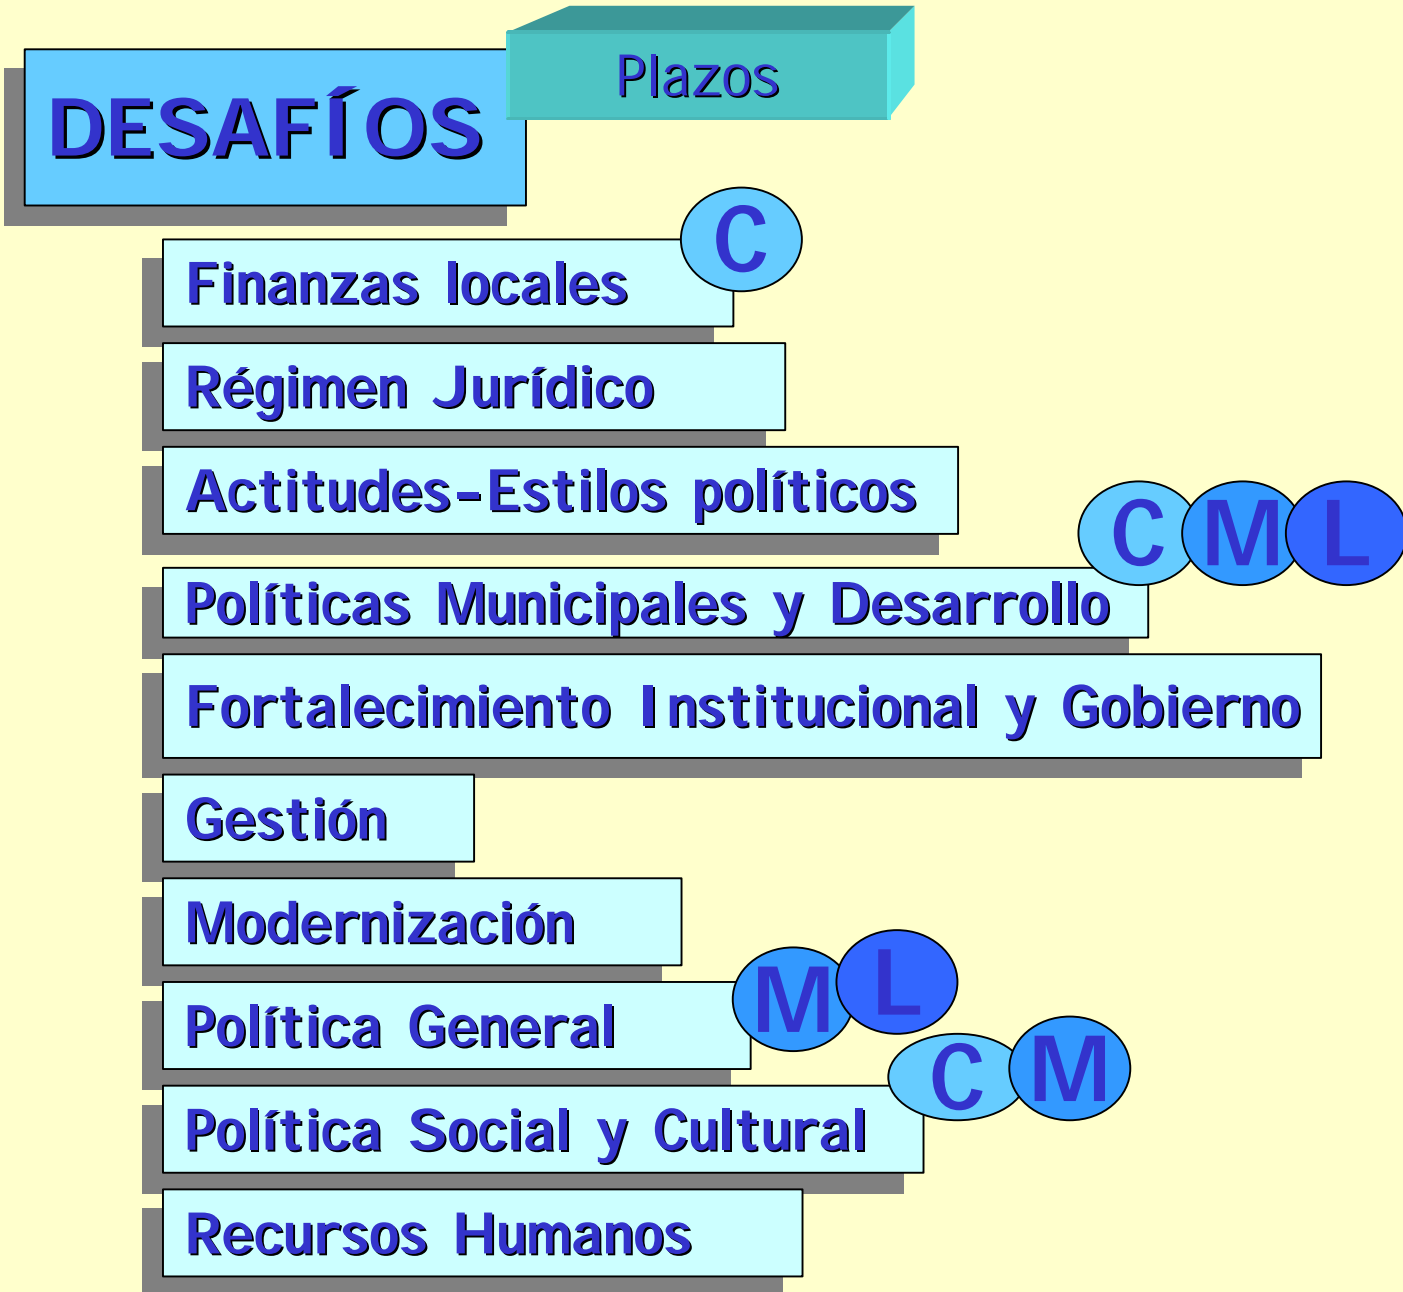 Plazos
DESAFÍOS
C
Finanzas locales
Régimen Jurídico
Actitudes-Estilos políticos
C M L
Políticas Municipales y Desarrollo
Fortalecimiento Institucional y Gobierno
Gestión
Modernización
M L
Política General
C M
Política Social y Cultural
Recursos Humanos